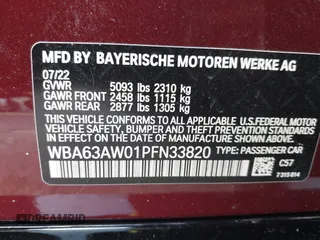 MFD BY BAYERISCHE MOTOREN WERKE AG
07/22
GVWR 5093 lbs 2310 kg
GAWR FRONT 2458 lbs 1115 kg
GAWR REAR 2877 lbs 1305 kg
THIS VEHICLE CONFORMS TO ALL APPLICABLE
FEDERAL MOTOR VEHICLE SAFETY, BUMPER
AND THEFT PREVENTION STANDARDS
IN EFFECT ON THE DATE OF
MANUFACTURE SHOWN ABOVE.
WBA63AW01PFN33820 C57
TYPE: PASSENGER CAR 7315814
DREAMBID